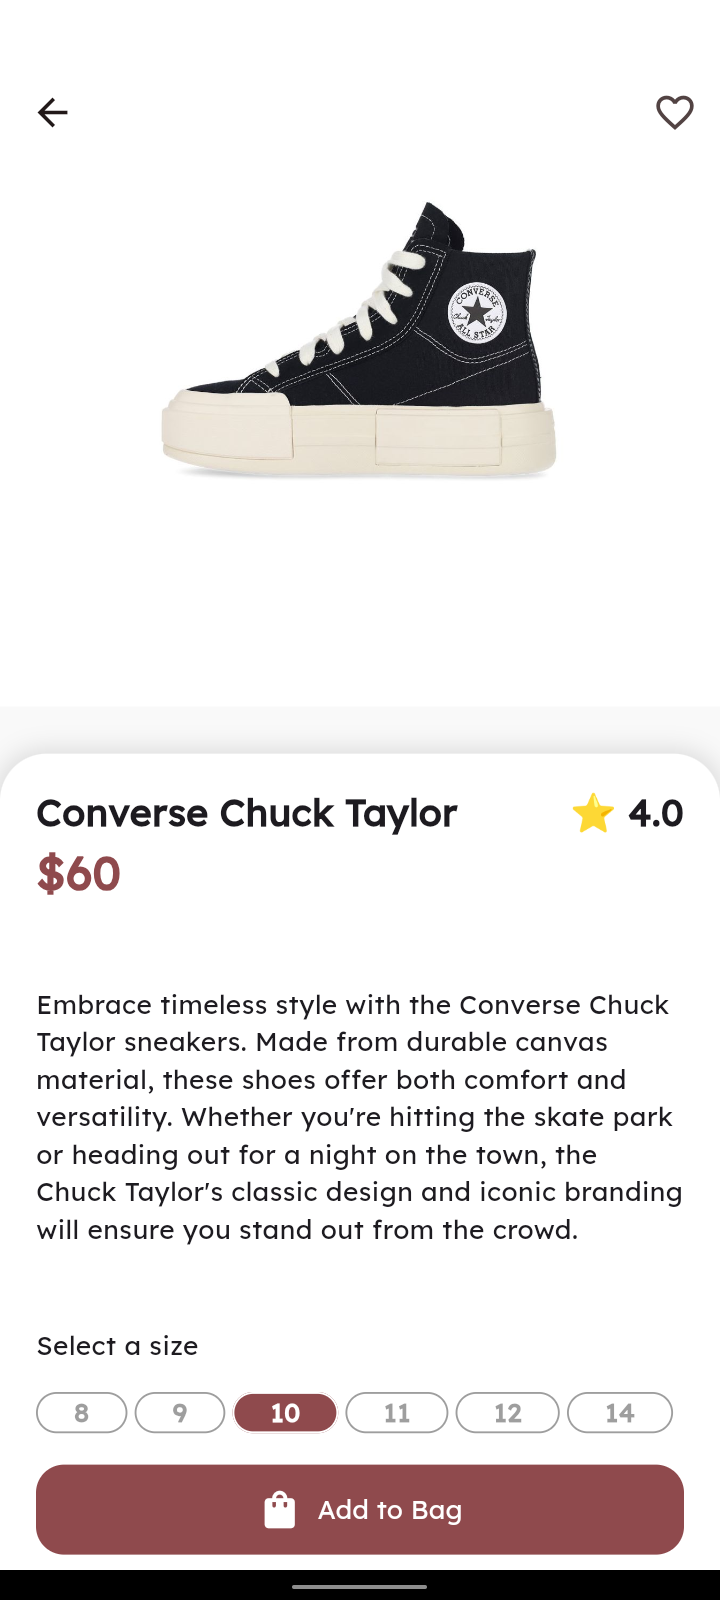 CONVERSE
Chuck Taylor
ALL STAR
Converse Chuck Taylor
⭐ 4.0
$60
Embrace timeless style with the Converse Chuck
Taylor sneakers. Made from durable canvas
material, these shoes offer both comfort and
versatility. Whether you're hitting the skate park
or heading out for a night on the town, the
Chuck Taylor's classic design and iconic branding
will ensure you stand out from the crowd.
Select a size
8 9 10 11 12 14
Add to Bag